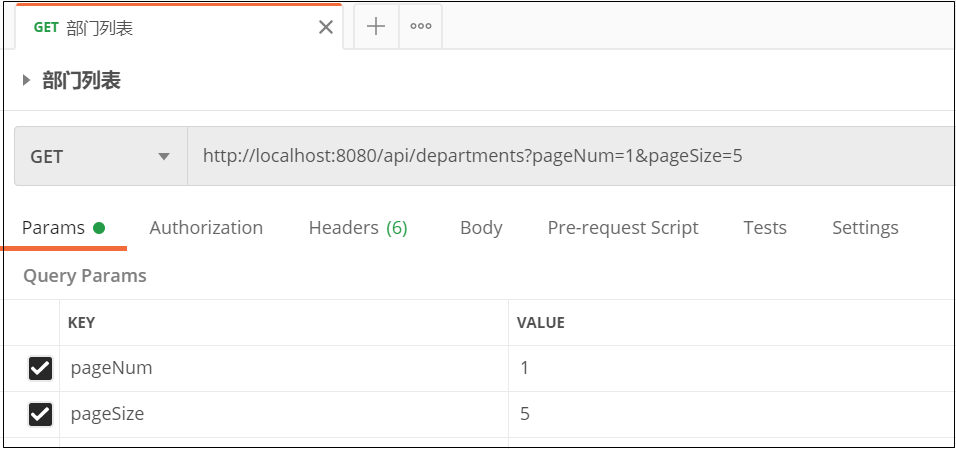 GET 部门列表
部门列表
GET http://localhost:8080/api/departments?pageNum=1&pageSize=5
Params Authorization Headers (6) Body Pre-request Script Tests Settings
Query Params
KEY VALUE
pageNum 1
pageSize 5